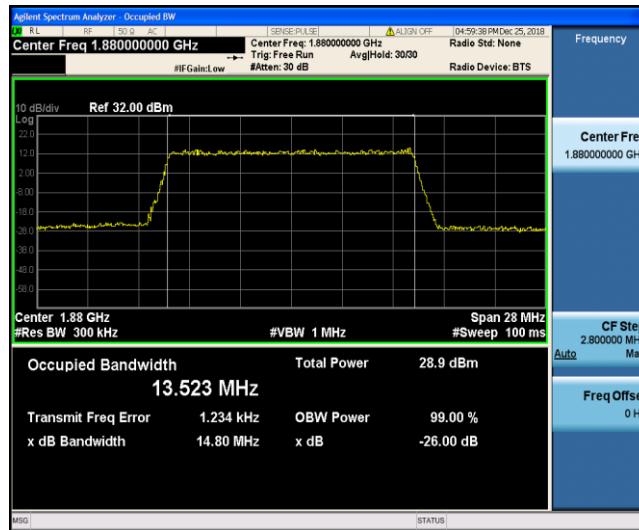 Agilent Spectrum Analyzer - Occupied BW
RL RF 50 Ω AC SENSE:PULSE ALIGN OFF 04:59:38 PM Dec 25, 2018
Center Freq 1.880000000 GHz Center Freq: 1.880000000 GHz Radio Std: None Frequency
Trig: Free Run Avg|Hold: 30/30
#IFGain:Low #Atten: 30 dB Radio Device: BTS
10 dB/div Ref 32.00 dBm
Log
22.0
12.0
2.00
-8.00
-18.0
-28.0
-38.0
-48.0
-58.0
Center Fre
1.880000000 GH
Center 1.88 GHz Span 28 MHz
#Res BW 300 kHz #VBW 1 MHz #Sweep 100 ms
CF Ste
2.800000 MH
Auto Ma
Occupied Bandwidth Total Power 28.9 dBm
13.523 MHz
Freq Offse
0 H
Transmit Freq Error 1.234 kHz OBW Power 99.00 %
x dB Bandwidth 14.80 MHz x dB -26.00 dB
MSG STATUS